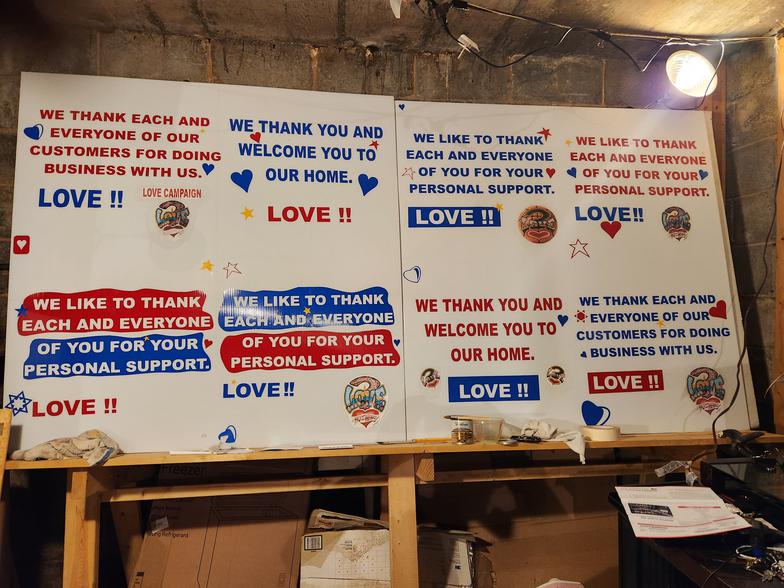 WE THANK EACH AND
EVERYONE OF OUR
CUSTOMERS FOR DOING
BUSINESS WITH US.
LOVE !!
LOVE CAMPAIGN
WE THANK YOU AND
WELCOME YOU TO
OUR HOME.
LOVE !!
WE LIKE TO THANK
EACH AND EVERYONE
OF YOU FOR YOUR
PERSONAL SUPPORT.
LOVE !!
WE LIKE TO THANK
EACH AND EVERYONE
OF YOU FOR YOUR
PERSONAL SUPPORT.
LOVE!!
WE LIKE TO THANK
EACH AND EVERYONE
OF YOU FOR YOUR
PERSONAL SUPPORT.
LOVE !!
WE LIKE TO THANK
EACH AND EVERYONE
OF YOU FOR YOUR
PERSONAL SUPPORT.
LOVE!!
Love
WE THANK YOU AND
WELCOME YOU TO
OUR HOME.
LOVE !!
WE THANK EACH AND
EVERYONE OF OUR
CUSTOMERS FOR DOING
BUSINESS WITH US.
LOVE !!
Freezer